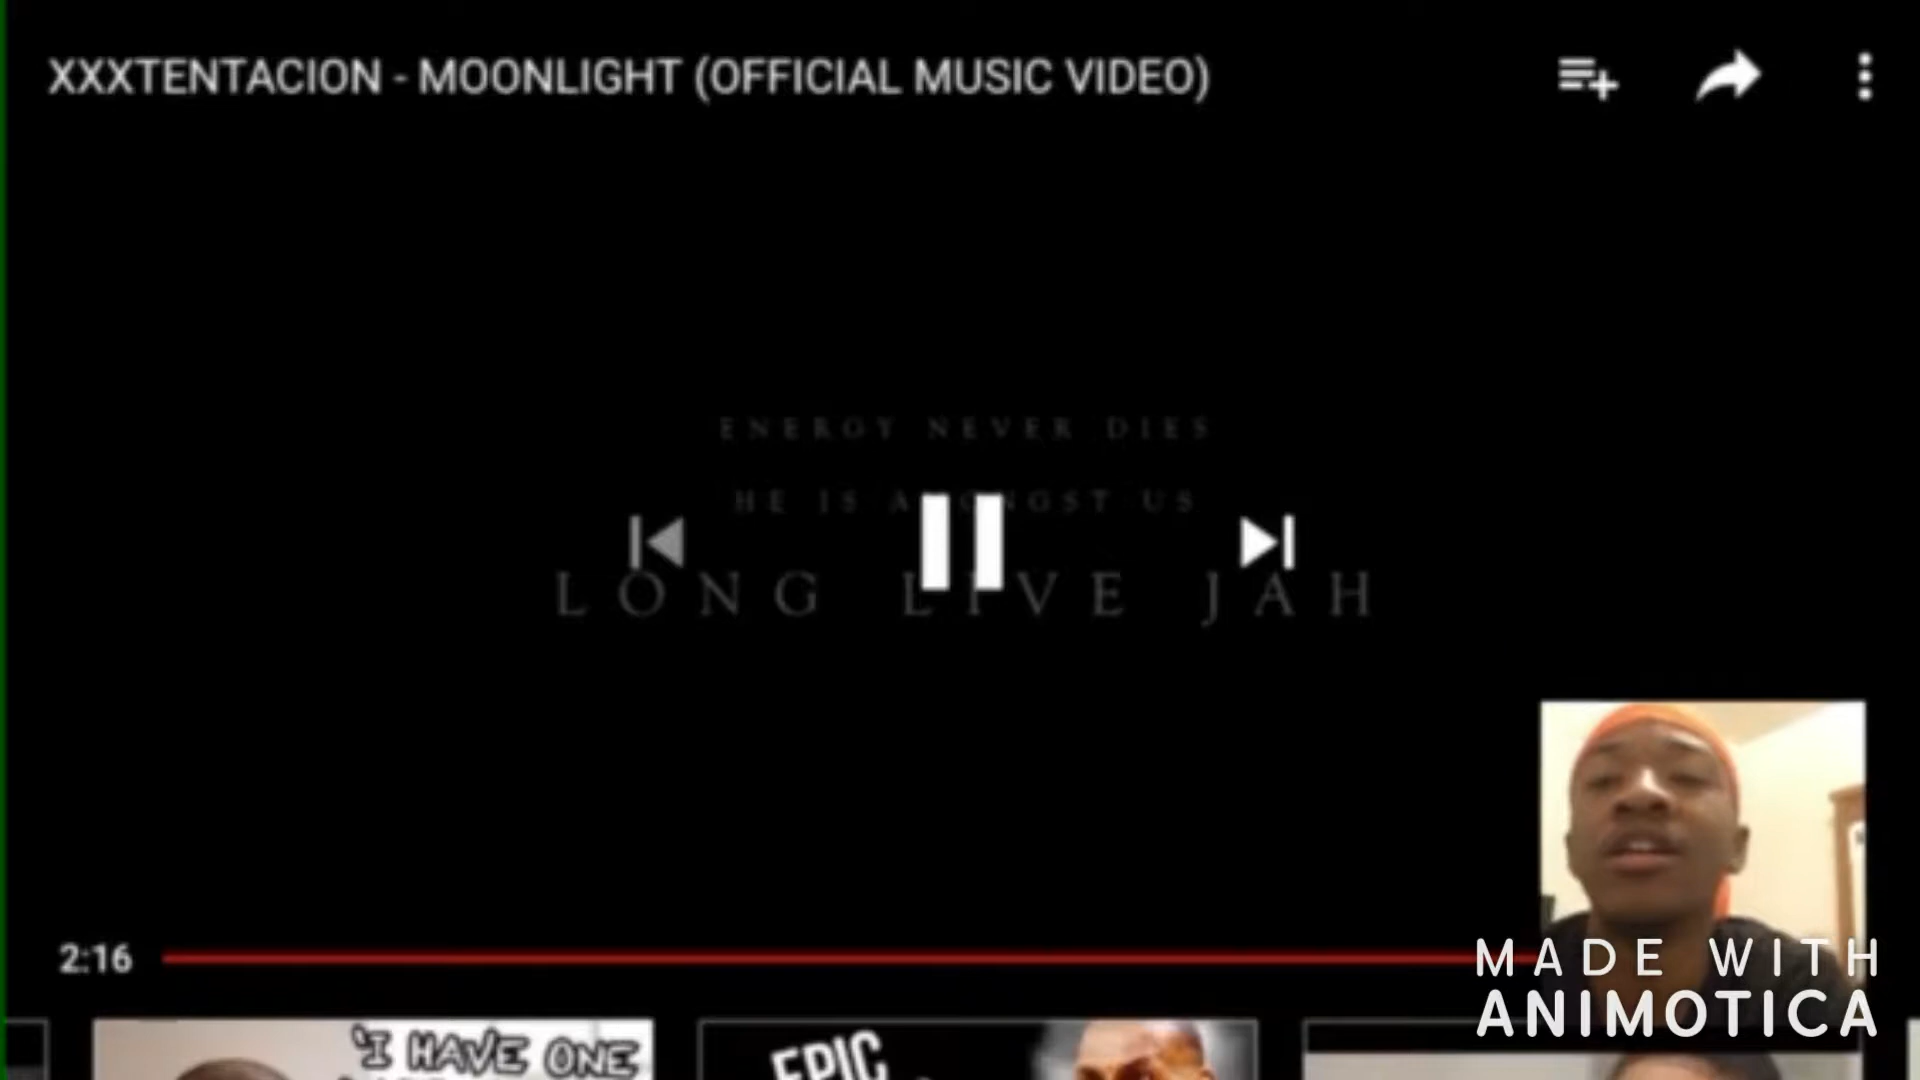 XXXTENTACION - MOONLIGHT (OFFICIAL MUSIC VIDEO)
ENERGY NEVER DIES
HE IS AMONGST US
LONG LIVE JAH
2:16
MADE WITH
ANIMOTICA
'I HAVE ONE
EPIC